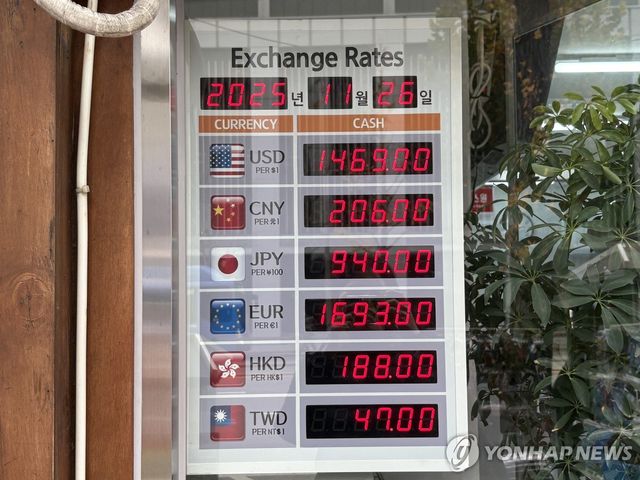 Exchange Rates
2025년 11월 26일
CURRENCY CASH
USD 1469.00
PER $1
CNY 206.00
PER 元1
JPY 940.00
PER ¥100
EUR 1693.00
PER €1
HKD 188.00
PER HK$1
TWD 47.00
PER NT$1
YONHAP NEWS